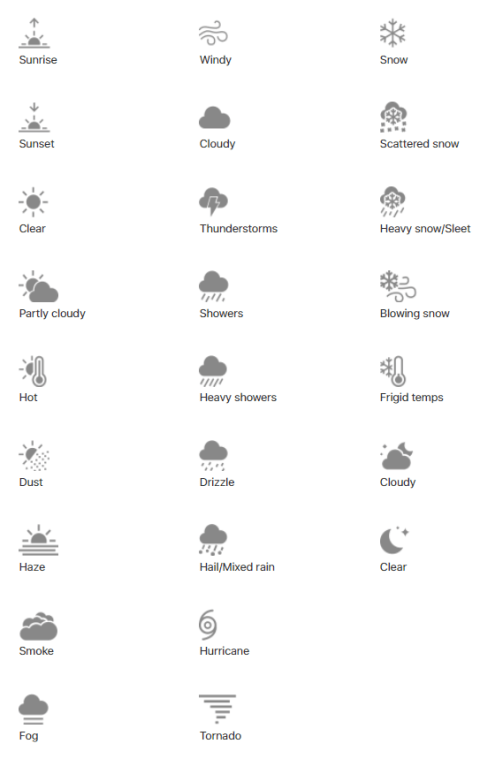 Sunrise
Windy
Snow
Sunset
Cloudy
Scattered snow
Clear
Thunderstorms
Heavy snow/Sleet
Partly cloudy
Showers
Blowing snow
Hot
Heavy showers
Frigid temps
Dust
Drizzle
Cloudy
Haze
Hail/Mixed rain
Clear
Smoke
Hurricane
Fog
Tornado